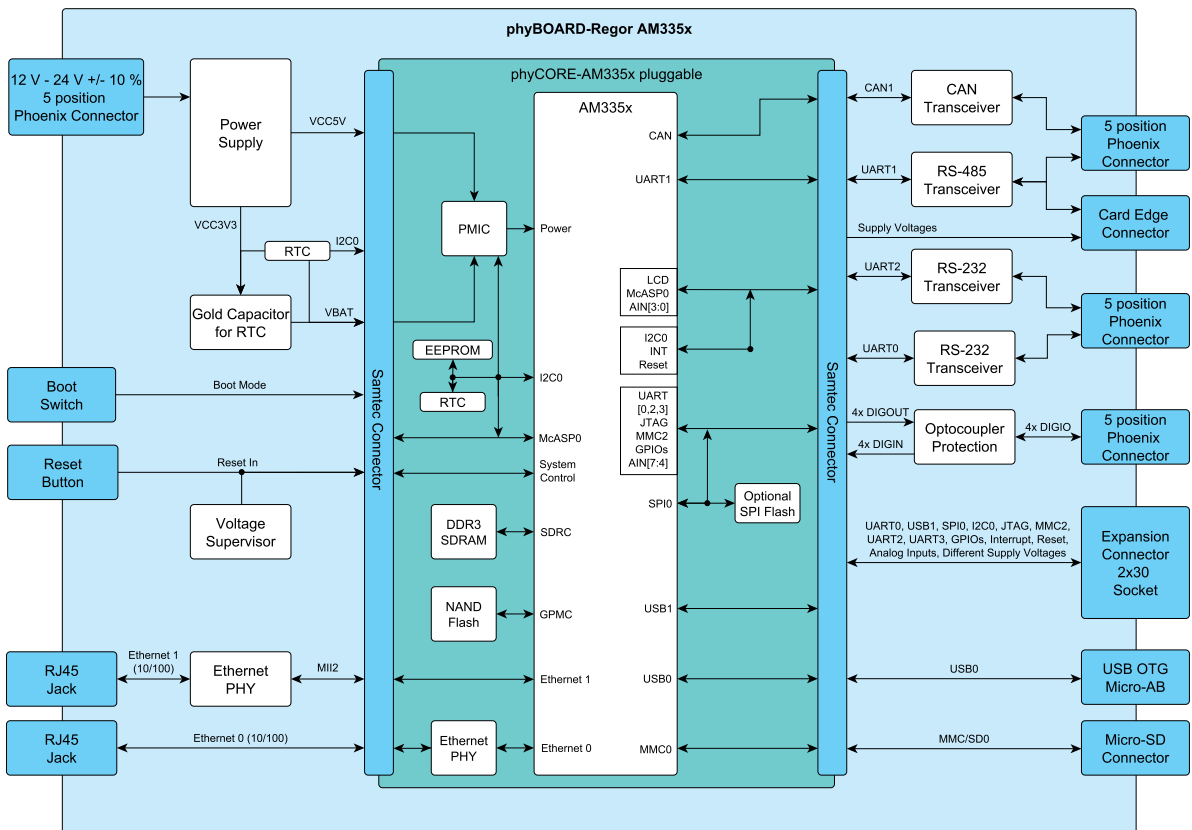 phyBOARD-Regor AM335x
12 V - 24 V +/- 10 %
5 position
Phoenix Connector
Power
Supply
VCC5V
VCC3V3
RTC
I2C0
Gold Capacitor
for RTC
VBAT
Boot
Switch
Boot Mode
Reset
Button
Reset In
Voltage
Supervisor
RJ45
Jack
Ethernet 1
(10/100)
Ethernet
PHY
MII2
RJ45
Jack
Ethernet 0 (10/100)
Samtec Connector
phyCORE-AM335x pluggable
PMIC
EEPROM
RTC
DDR3
SDRAM
NAND
Flash
Ethernet
PHY
AM335x
Power
I2C0
McASP0
System
Control
SDRC
GPMC
Ethernet 1
Ethernet 0
CAN
UART1
LCD
McASP0
AIN[3:0]
I2C0
INT
Reset
UART
[0,2,3]
JTAG
MMC2
GPIOs
AIN[7:4]
SPI0
Optional
SPI Flash
USB1
USB0
MMC0
Samtec Connector
CAN1
CAN
Transceiver
5 position
Phoenix
Connector
UART1
RS-485
Transceiver
Card Edge
Connector
Supply Voltages
UART2
RS-232
Transceiver
5 position
Phoenix
Connector
UART0
RS-232
Transceiver
4x DIGOUT
4x DIGIN
Optocoupler
Protection
4x DIGIO
5 position
Phoenix
Connector
UART0, USB1, SPI0, I2C0, JTAG, MMC2,
UART2, UART3, GPIOs, Interrupt, Reset,
Analog Inputs, Different Supply Voltages
Expansion
Connector
2x30
Socket
USB0
USB OTG
Micro-AB
MMC/SD0
Micro-SD
Connector